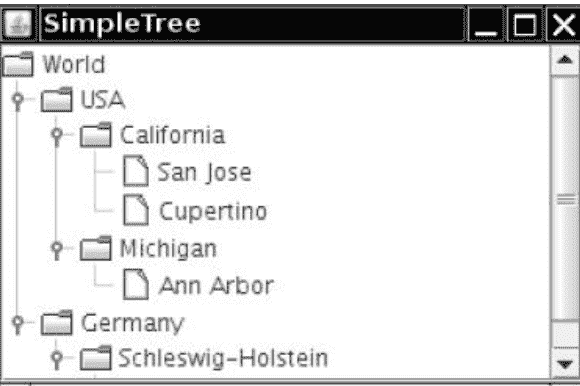 SimpleTree
World
USA
California
San Jose
Cupertino
Michigan
Ann Arbor
Germany
Schleswig-Holstein